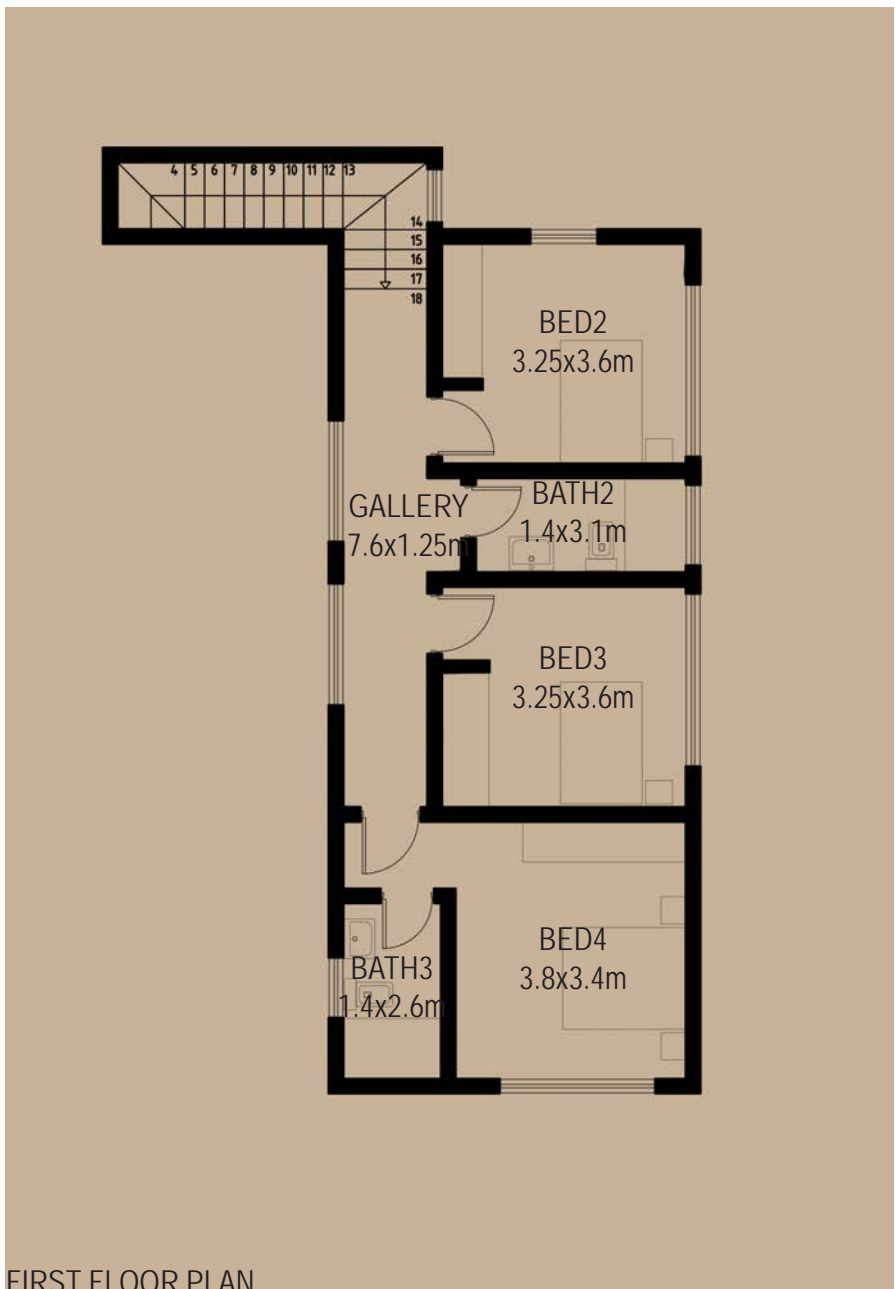 4 5 6 7 8 9 10 11 12 13
14
15
16
17
18
BED2
3.25x3.6m
BATH2
1.4x3.1m
GALLERY
7.6x1.25m
BED3
3.25x3.6m
BED4
3.8x3.4m
BATH3
1.4x2.6m
FIRST FLOOR PLAN